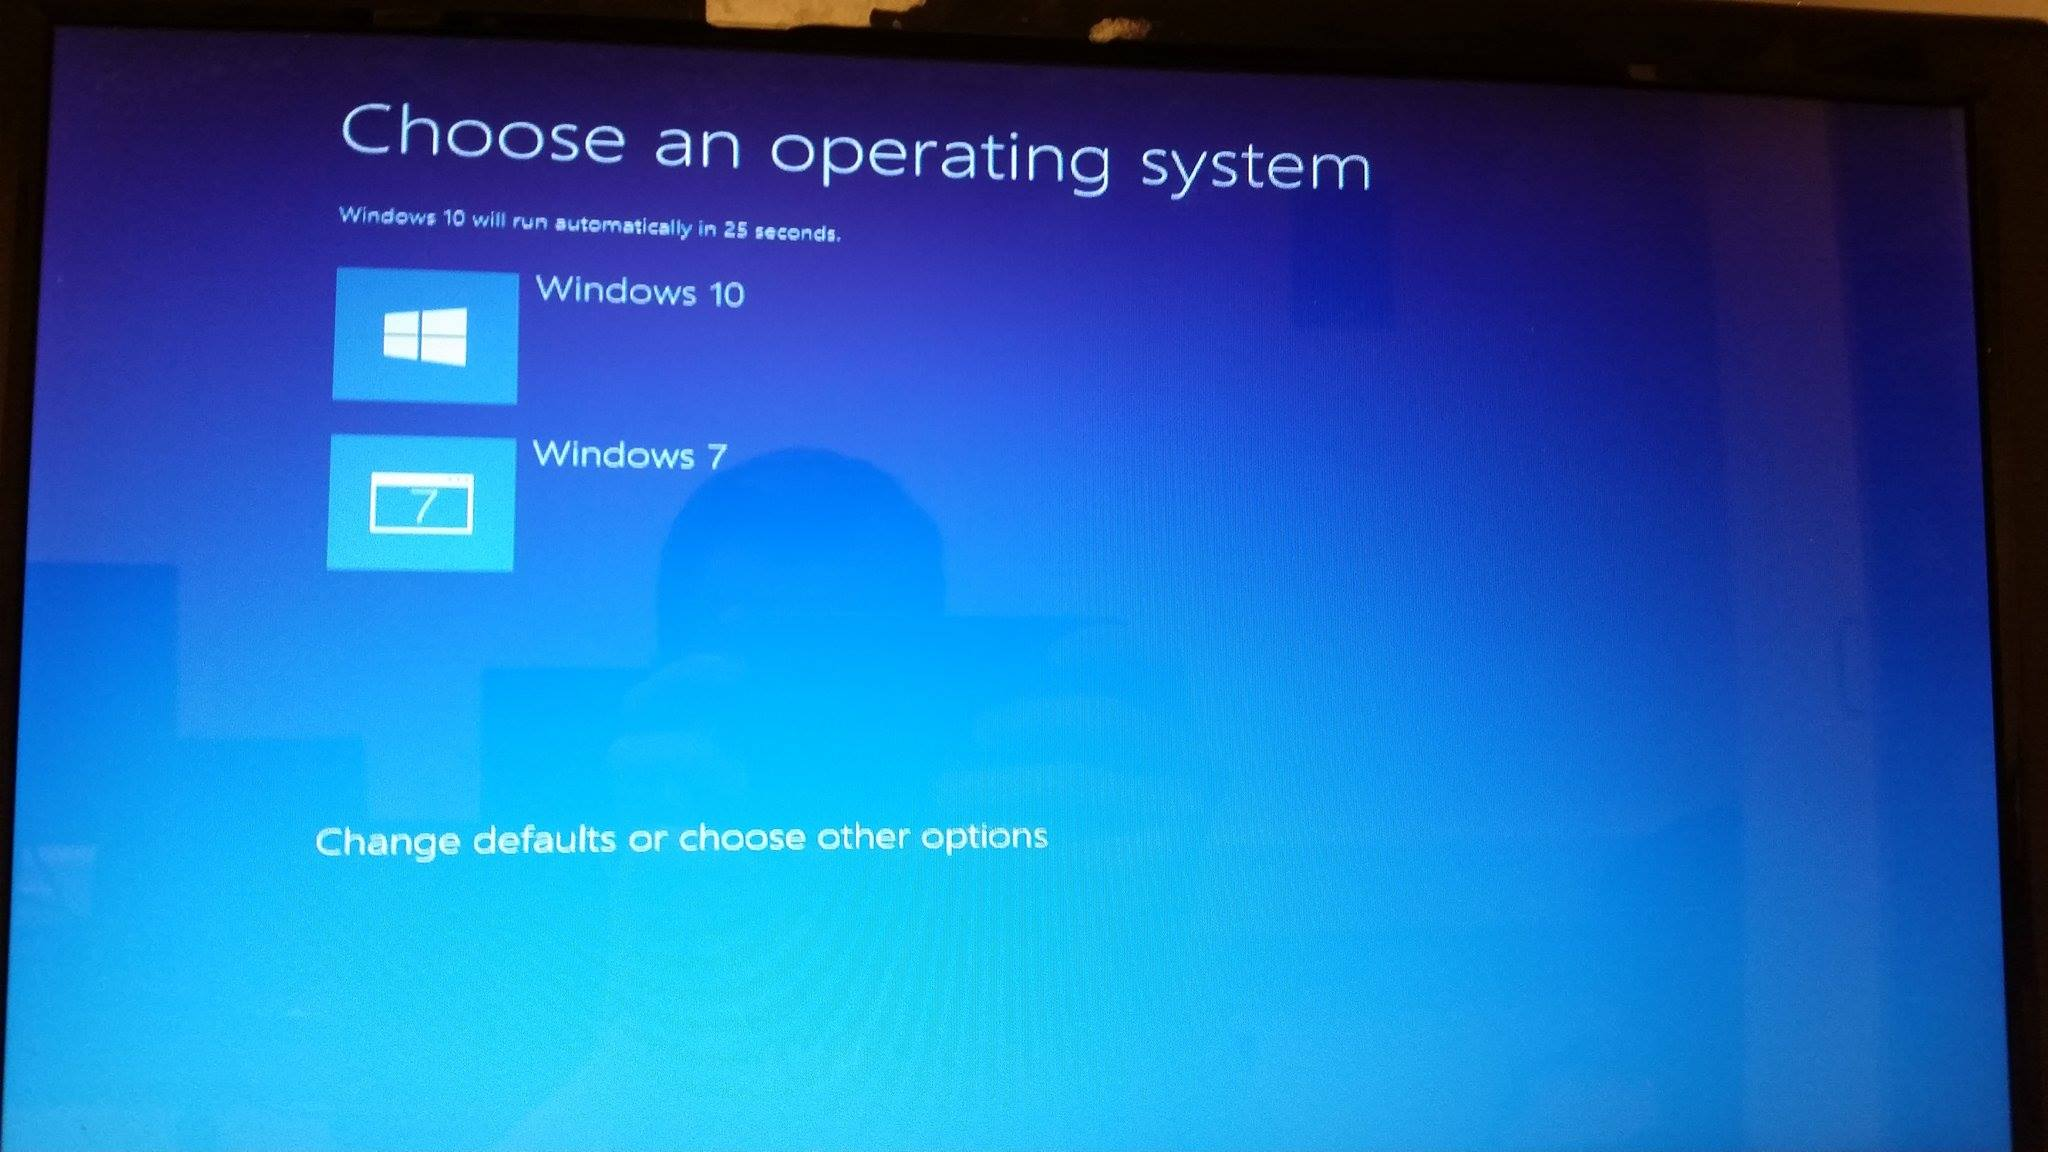 Choose an operating system
Windows 10 will run automatically in 25 seconds.
Windows 10
Windows 7
7
Change defaults or choose other options